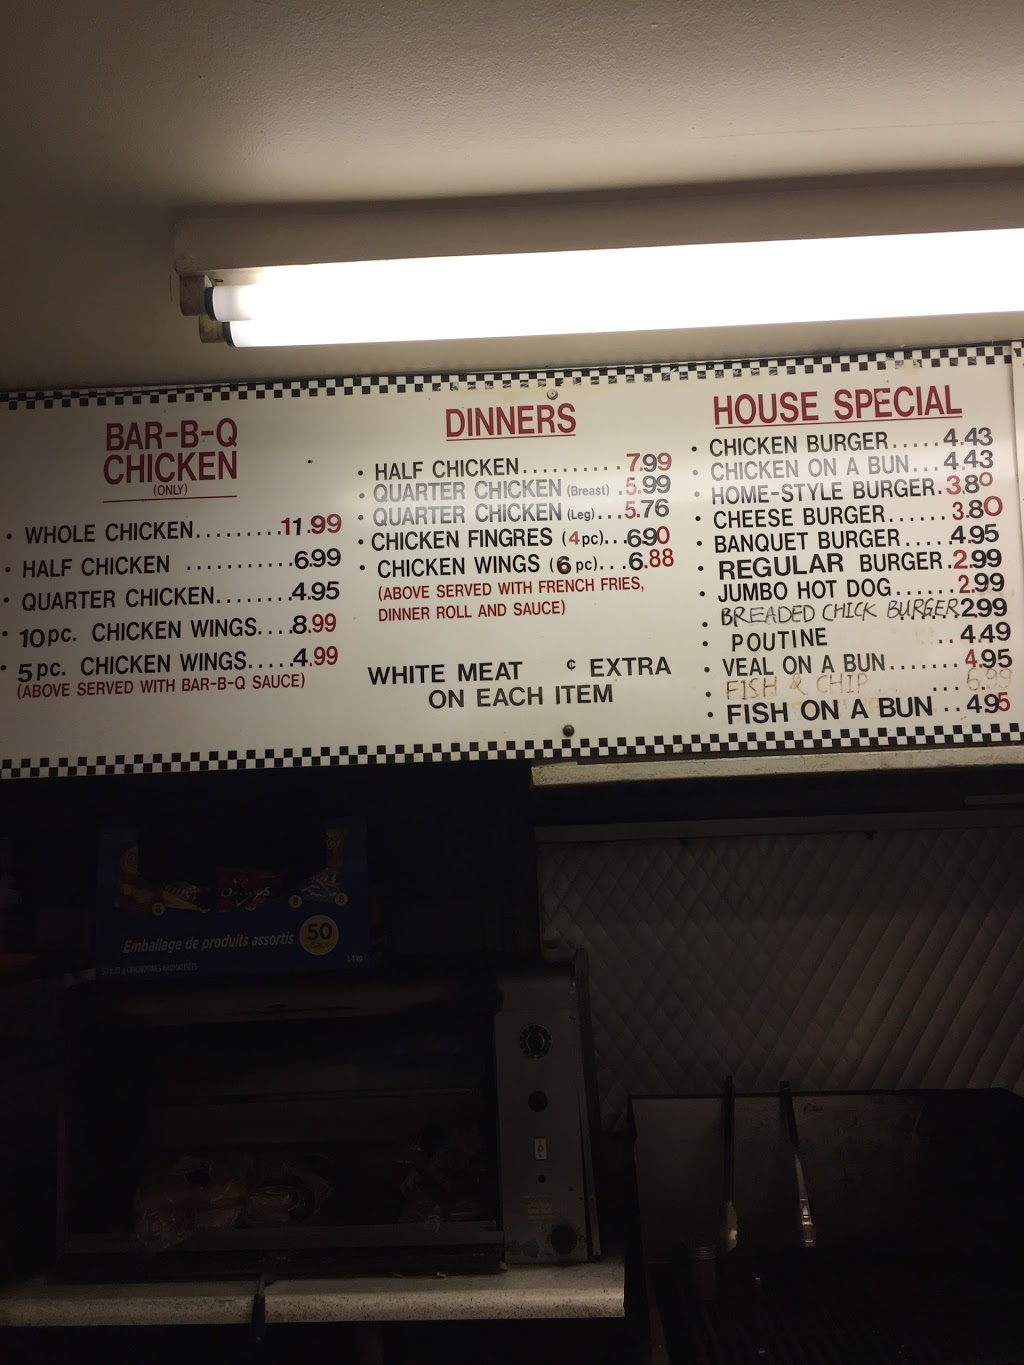 BAR-B-Q
CHICKEN
(ONLY)
• WHOLE CHICKEN.........11.99
• HALF CHICKEN ...........6.99
• QUARTER CHICKEN........4.95
• 10pc. CHICKEN WINGS....8.99
• 5pc. CHICKEN WINGS.....4.99
(ABOVE SERVED WITH BAR-B-Q SAUCE)
DINNERS
• HALF CHICKEN..........7.99
• QUARTER CHICKEN (Breast) .5.99
• QUARTER CHICKEN (Leg)...5.76
• CHICKEN FINGRES (4pc)...690
• CHICKEN WINGS (6 pc)...6.88
(ABOVE SERVED WITH FRENCH FRIES,
DINNER ROLL AND SAUCE)
WHITE MEAT ¢ EXTRA
ON EACH ITEM
HOUSE SPECIAL
• CHICKEN BURGER.....4.43
• CHICKEN ON A BUN...4.43
• HOME-STYLE BURGER.3.80
• CHEESE BURGER......3.80
• BANQUET BURGER....4.95
• REGULAR BURGER.2.99
• JUMBO HOT DOG......2.99
• BREADED CHICK BURGER2.99
• POUTINE ..4.49
• VEAL ON A BUN.......4.95
• FISH & CHIP ...6.99
• FISH ON A BUN..495
Emballage de produits assortis
50